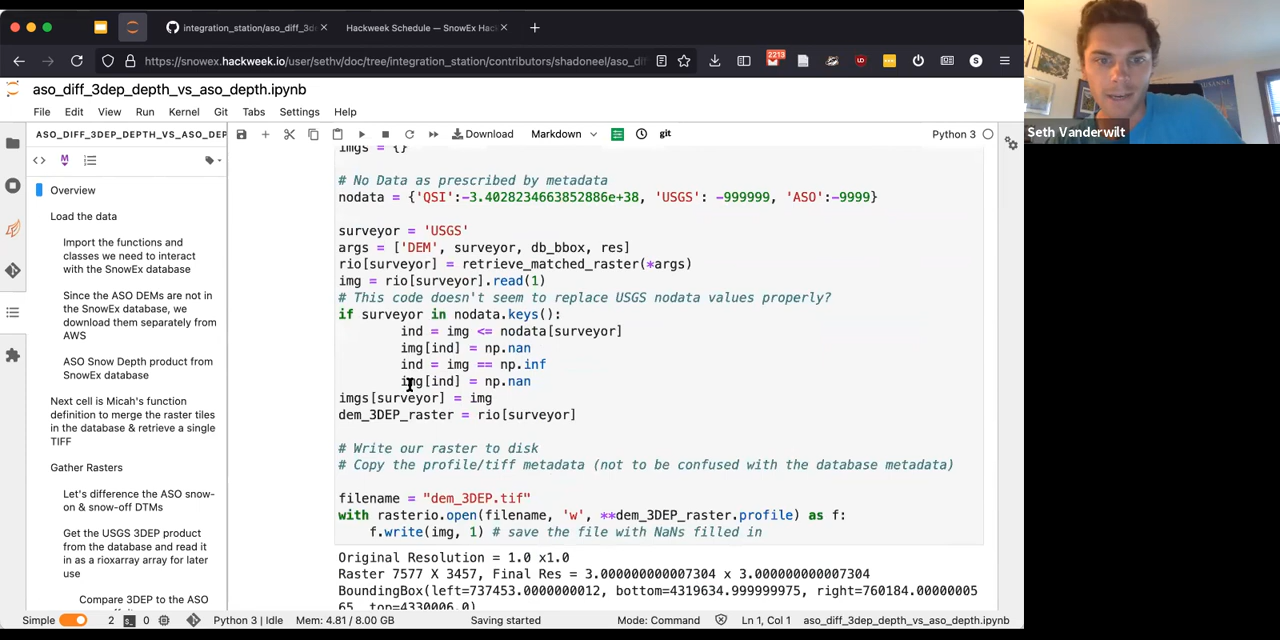 integration_station/aso_diff_3d
Hackweek Schedule — SnowEx Hac
https://snowex.hackweek.io/user/sethv/doc/tree/integration_station/contributors/shadoneel/aso_di
2213
Seth Vanderwilt
aso_diff_3dep_depth_vs_aso_depth.ipynb
File Edit View Run Kernel Git Tabs Settings Help
ASO_DIFF_3DEP_DEPTH_VS_ASO_DEP
Download
Markdown
git
Python 3
Overview
Load the data
Import the functions and
classes we need to interact
with the SnowEx database
Since the ASO DEMs are not in
the SnowEx database, we
download them separately from
AWS
ASO Snow Depth product from
SnowEx database
Next cell is Micah's function
definition to merge the raster tiles
in the database & retrieve a single
TIFF
Gather Rasters
Let's difference the ASO snow-
on & snow-off DTMs
Get the USGS 3DEP product
from the database and read it
in as a rioxarray array for later
use
Compare 3DEP to the ASO
imgs = {}
# No Data as prescribed by metadata
nodata = {'QSI':-3.4028234663852886e+38, 'USGS': -999999, 'ASO':-9999}
surveyor = 'USGS'
args = ['DEM', surveyor, db_bbox, res]
rio[surveyor] = retrieve_matched_raster(*args)
img = rio[surveyor].read(1)
# This code doesn't seem to replace USGS nodata values properly?
if surveyor in nodata.keys():
ind = img <= nodata[surveyor]
img[ind] = np.nan
ind = img == np.inf
img[ind] = np.nan
imgs[surveyor] = img
dem_3DEP_raster = rio[surveyor]
# Write our raster to disk
# Copy the profile/tiff metadata (not to be confused with the database metadata)
filename = "dem_3DEP.tif"
with rasterio.open(filename, 'w', **dem_3DEP_raster.profile) as f:
f.write(img, 1) # save the file with NaNs filled in
Original Resolution = 1.0 x1.0
Raster 7577 X 3457, Final Res = 3.000000000007304 x 3.000000000007304
BoundingBox(left=737453.0000000012, bottom=4319634.999999975, right=760184.00000005
65, top=4330006.0)
Simple
2
0
Python 3 | Idle
Mem: 4.81 / 8.00 GB
Saving started
Mode: Command
Ln 1, Col 1
aso_diff_3dep_depth_vs_aso_depth.ipynb